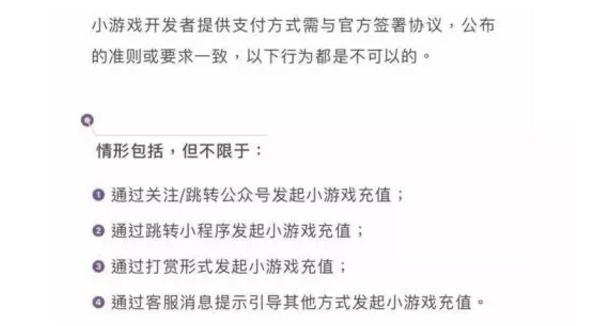 小游戏开发者提供支付方式需与官方签署协议，公布
的准则或要求一致，以下行为都是不可以的。
情形包括，但不限于：
1 通过关注/跳转公众号发起小游戏充值；
2 通过跳转小程序发起小游戏充值；
3 通过打赏形式发起小游戏充值；
4 通过客服消息提示引导其他方式发起小游戏充值。